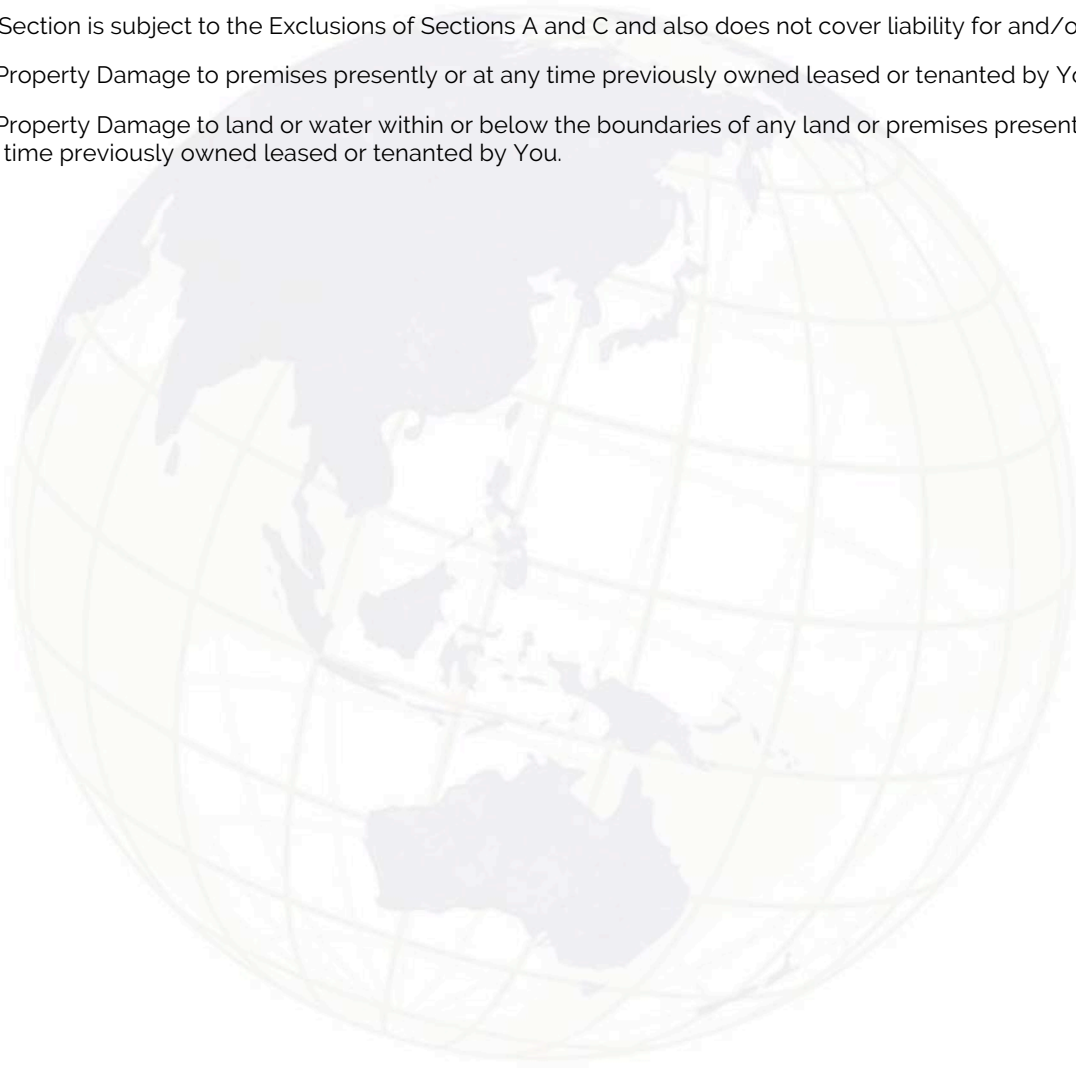 Section is subject to the Exclusions of Sections A and C and also does not cover liability for and/o
Property Damage to premises presently or at any time previously owned leased or tenanted by Yo
Property Damage to land or water within or below the boundaries of any land or premises present
time previously owned leased or tenanted by You.